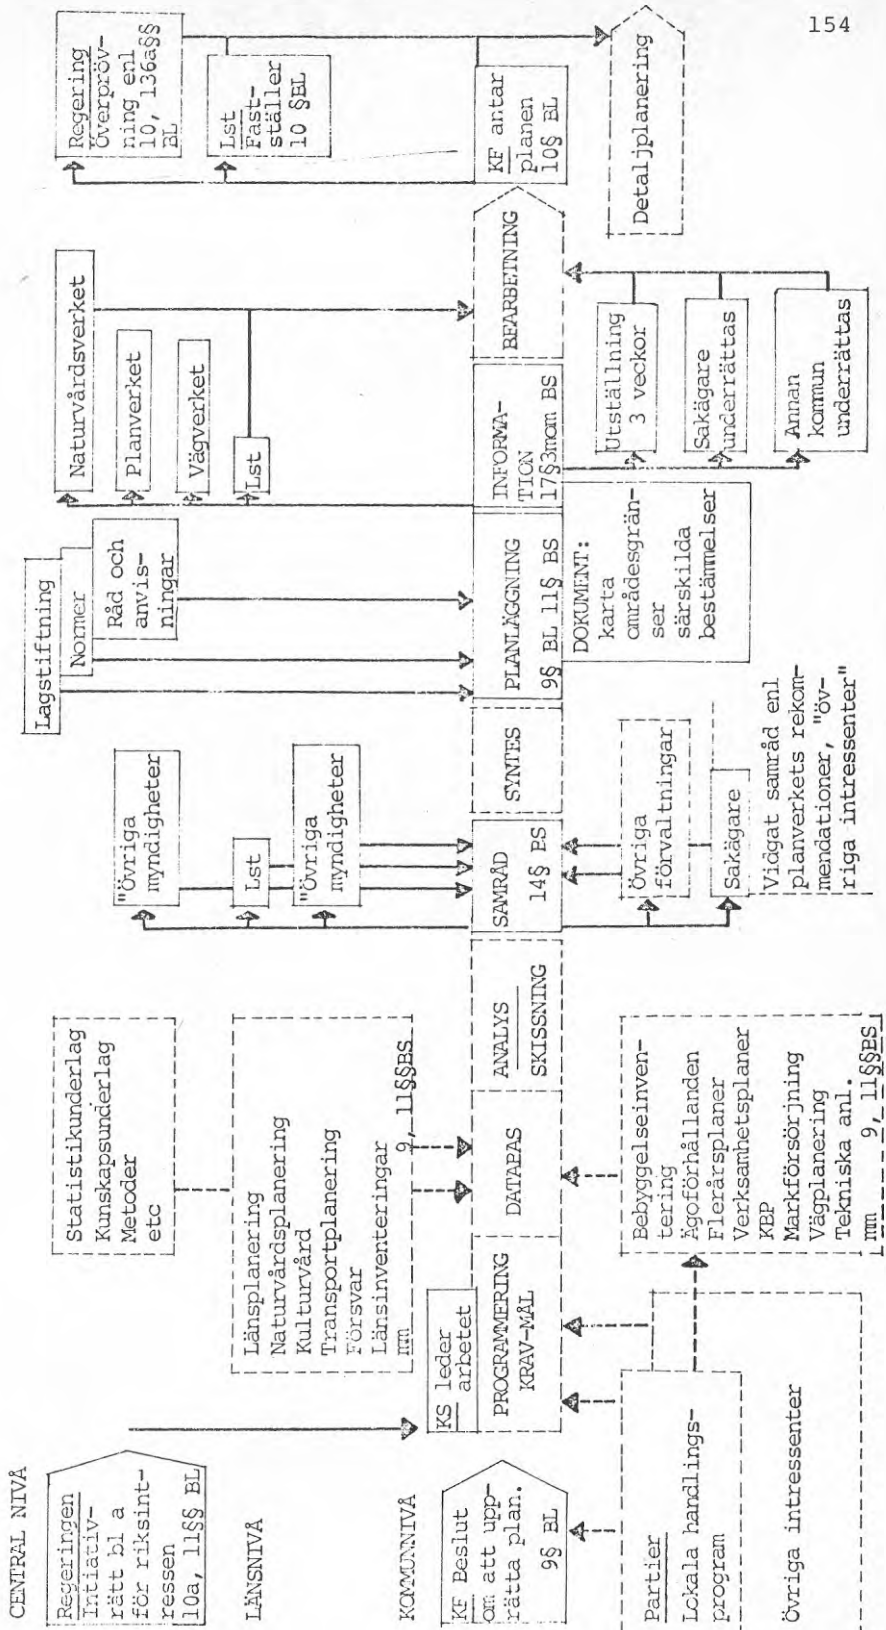 154
CENTRAL NIVÅ
Regeringen
Intiativ-
rätt bl a
för riksint-
ressen
10a, 11§§ BL
LÄNSNIVÅ
KOMMUNNIVÅ
KF Beslut
om att upp-
rätta plan.
9§ BL
Partier
Lokala handlings-
program
Övriga intressenter
KS leder
arbetet
PROGRAMMERING
KRAV-MÅL
Statistikunderlag
Kunskapsunderlag
Metoder
etc
Länsplanering
Naturvårdsplanering
Kulturvård
Transportplanering
Försvar
Länsinventeringar
mm 9, 11§§BS
DATABAS
Bebyggelseinven-
tering
Ägoförhållanden
Flerårsplaner
Verksamhetsplaner
KBP
Markförsörjning
Vägplanering
Tekniska anl.
mm 9, 11§§BS
ANALYS
SKISSNING
"Övriga
myndigheter
Lst
"Övriga
myndigheter
SAMRÅD
14§ BS
Övriga
förvaltningar
Sakägare
Vidgat samråd enl
planverkets rekom-
mendationer, "öv-
riga intressenter"
SYNTES
Lagstiftning
Normer
Råd och
anvis-
ningar
PLANLÄGGNING
9§ BL 11§ BS
DOKUMENT:
karta
områdesgrän-
ser
särskilda
bestämmelser
Naturvårdsverket
Planverket
Vägverket
Lst
INFORMA-
TION
17§3mom BS
Utställning
3 veckor
Sakägare
underrättas
Annan
kommun
underrättas
BEARBETNING
Regering
Överpröv-
ning enl
10, 136a§§
BL
Lst
Fast-
ställer
10 §BL
KF antar
planen
10§ BL
Detaljplanering